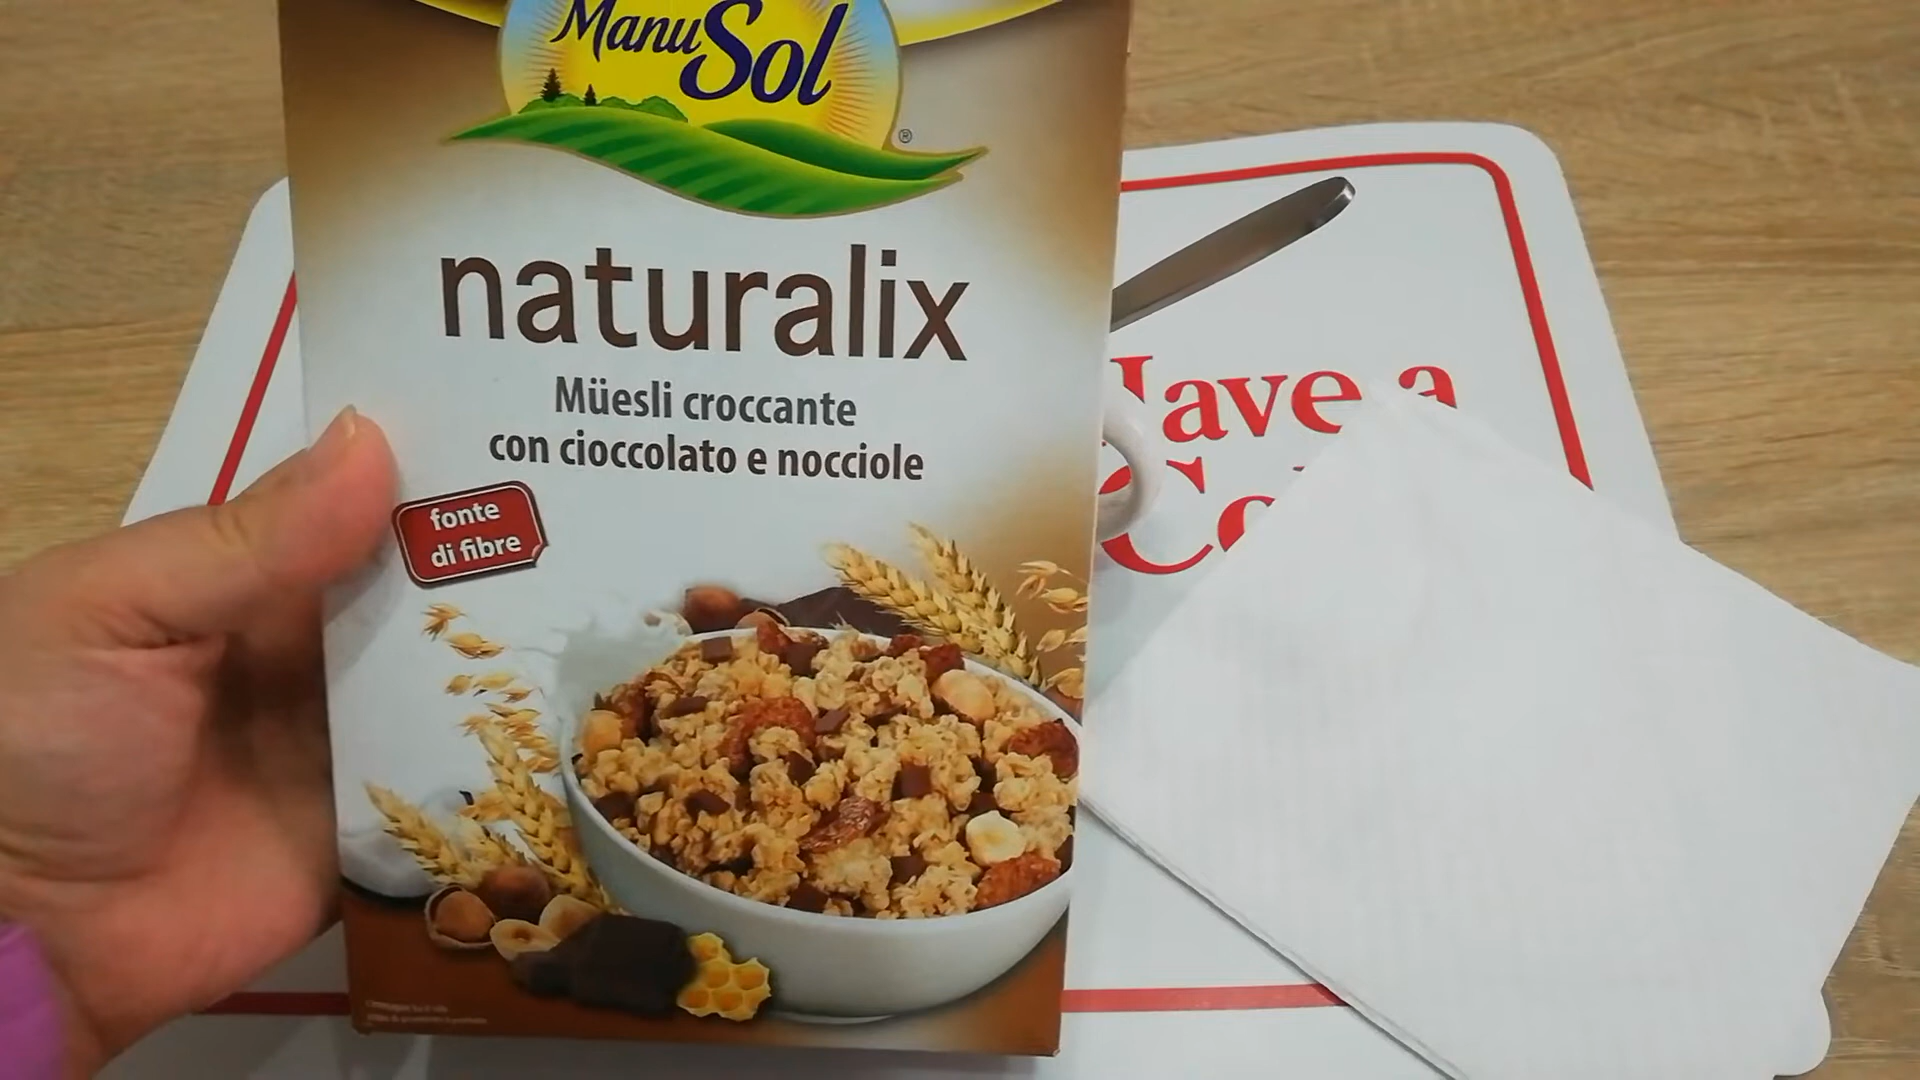 ManuSol
®
naturalix
Müesli croccante
con cioccolato e nocciole
fonte
di fibre
ave a